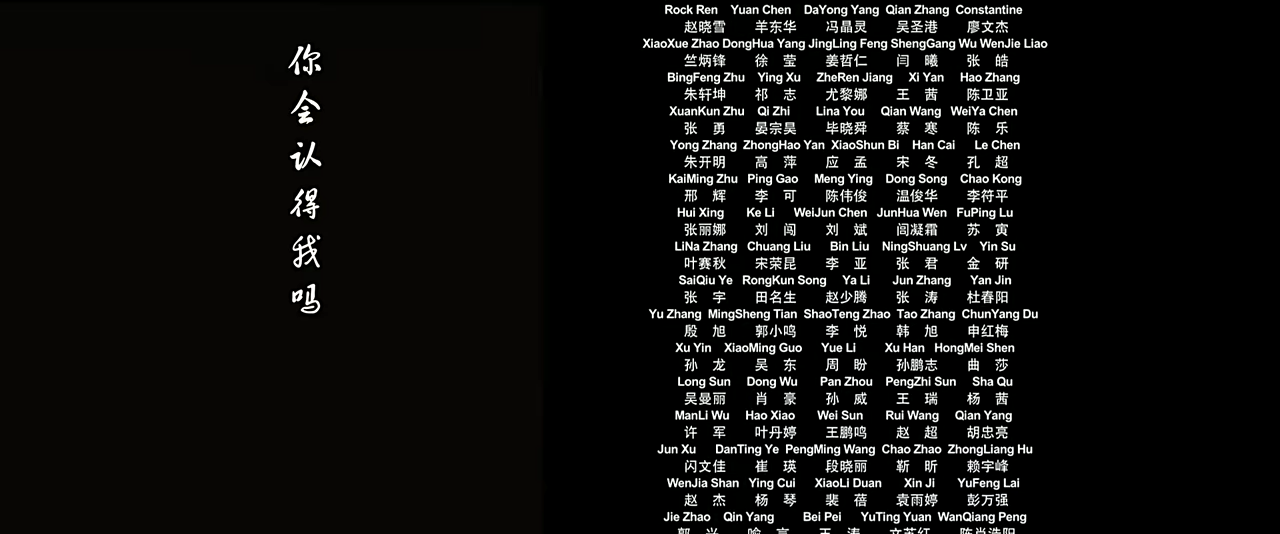 你会认得我吗
Rock Ren Yuan Chen DaYong Yang Qian Zhang Constantine
赵晓雪 羊东华 冯晶灵 吴圣港 廖文杰
XiaoXue Zhao DongHua Yang JingLing Feng ShengGang Wu WenJie Liao
竺炳锋 徐莹 姜哲仁 闫曦 张皓
BingFeng Zhu Ying Xu ZheRen Jiang Xi Yan Hao Zhang
朱轩坤 祁志 尤黎娜 王茜 陈卫亚
XuanKun Zhu Qi Zhi Lina You Qian Wang WeiYa Chen
张勇 晏宗昊 毕晓舜 蔡寒 陈乐
Yong Zhang ZhongHao Yan XiaoShun Bi Han Cai Le Chen
朱开明 高萍 应孟 宋冬 孔超
KaiMing Zhu Ping Gao Meng Ying Dong Song Chao Kong
邢辉 李可 陈伟俊 温俊华 李符平
Hui Xing Ke Li WeiJun Chen JunHua Wen FuPing Lu
张丽娜 刘闯 刘斌 闾凝霜 苏寅
LiNa Zhang Chuang Liu Bin Liu NingShuang Lv Yin Su
叶赛秋 宋荣昆 李亚 张君 金研
SaiQiu Ye RongKun Song Ya Li Jun Zhang Yan Jin
张宇 田名生 赵少腾 张涛 杜春阳
Yu Zhang MingSheng Tian ShaoTeng Zhao Tao Zhang ChunYang Du
殷旭 郭小鸣 李悦 韩旭 申红梅
Xu Yin XiaoMing Guo Yue Li Xu Han HongMei Shen
孙龙 吴东 周盼 孙鹏志 曲莎
Long Sun Dong Wu Pan Zhou PengZhi Sun Sha Qu
吴曼丽 肖豪 孙威 王瑞 杨茜
ManLi Wu Hao Xiao Wei Sun Rui Wang Qian Yang
许军 叶丹婷 王鹏鸣 赵超 胡忠亮
Jun Xu DanTing Ye PengMing Wang Chao Zhao ZhongLiang Hu
闪文佳 崔瑛 段晓丽 靳昕 赖宇峰
WenJia Shan Ying Cui XiaoLi Duan Xin Ji YuFeng Lai
赵杰 杨琴 裴蓓 袁雨婷 彭万强
Jie Zhao Qin Yang Bei Pei YuTing Yuan WanQiang Peng